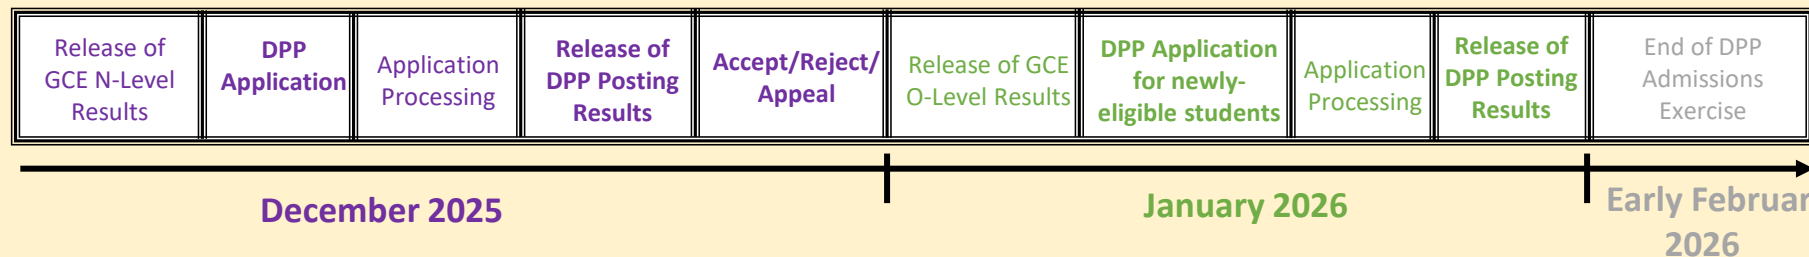 Release of
GCE N-Level
Results
DPP
Application
Application
Processing
Release of
DPP Posting
Results
Accept/Reject/
Appeal
Release of GCE
O-Level Results
DPP Application
for newly-
eligible students
Application
Processing
Release of
DPP Posting
Results
End of DPP
Admissions
Exercise
December 2025
January 2026
Early Februar
2026